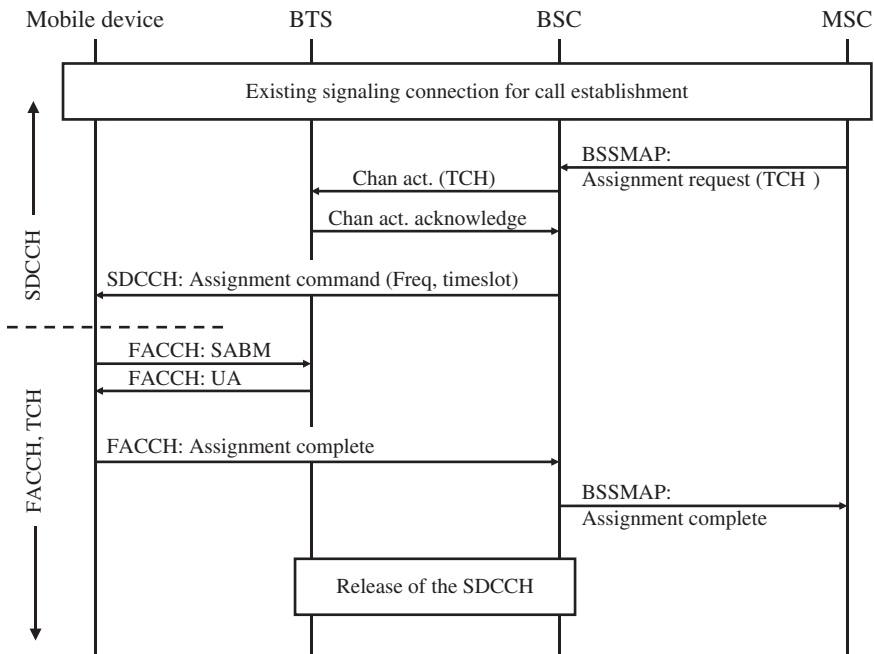 Mobile device
BTS
BSC
MSC
Existing signaling connection for call establishment
BSSMAP:
Assignment request (TCH )
Chan act. (TCH)
Chan act. acknowledge
SDCCH
SDCCH: Assignment command (Freq, timeslot)
FACCH: SABM
FACCH: UA
FACCH, TCH
FACCH: Assignment complete
BSSMAP:
Assignment complete
Release of the SDCCH